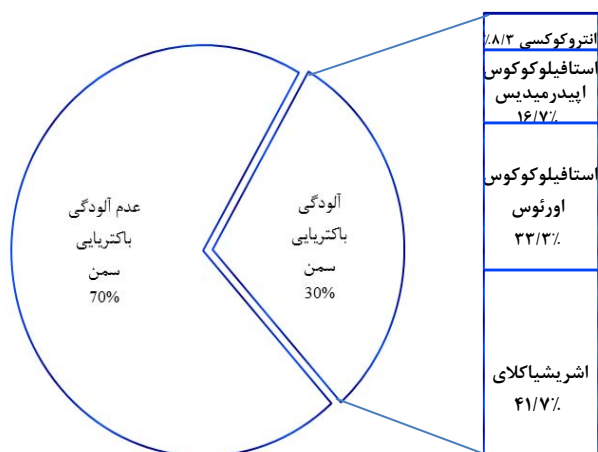 انتروکوکسی ۸/۳٪
استافیلوکوکوس
اپیدرمیدیس
۱۶/۷٪
استافیلوکوکوس
اورئوس
۳۳/۳٪
اشریشیاکلای
۴۱/۷٪
آلودگی
باکتریایی
سمن
30%
عدم آلودگی
باکتریایی
سمن
70%